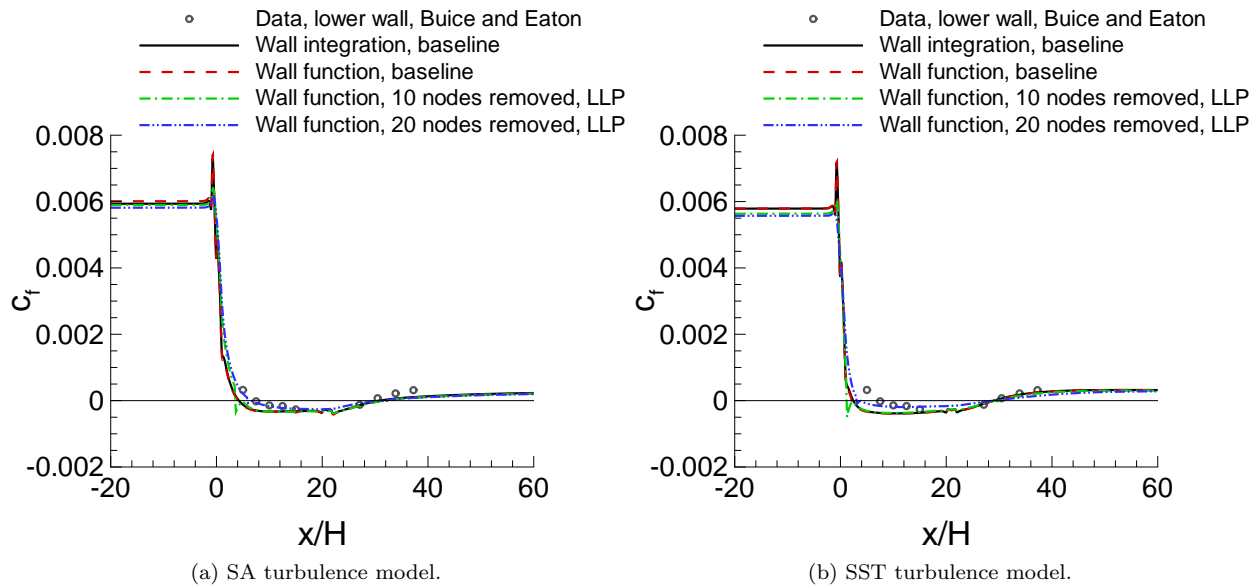 Data, lower wall, Buice and Eaton
Wall integration, baseline
Wall function, baseline
Wall function, 10 nodes removed, LLP
Wall function, 20 nodes removed, LLP
0.008
0.006
0.004
0.002
0
-0.002
c_f
-20 0 20 40 60
x/H
(a) SA turbulence model.
Data, lower wall, Buice and Eaton
Wall integration, baseline
Wall function, baseline
Wall function, 10 nodes removed, LLP
Wall function, 20 nodes removed, LLP
0.008
0.006
0.004
0.002
0
-0.002
c_f
-20 0 20 40 60
x/H
(b) SST turbulence model.